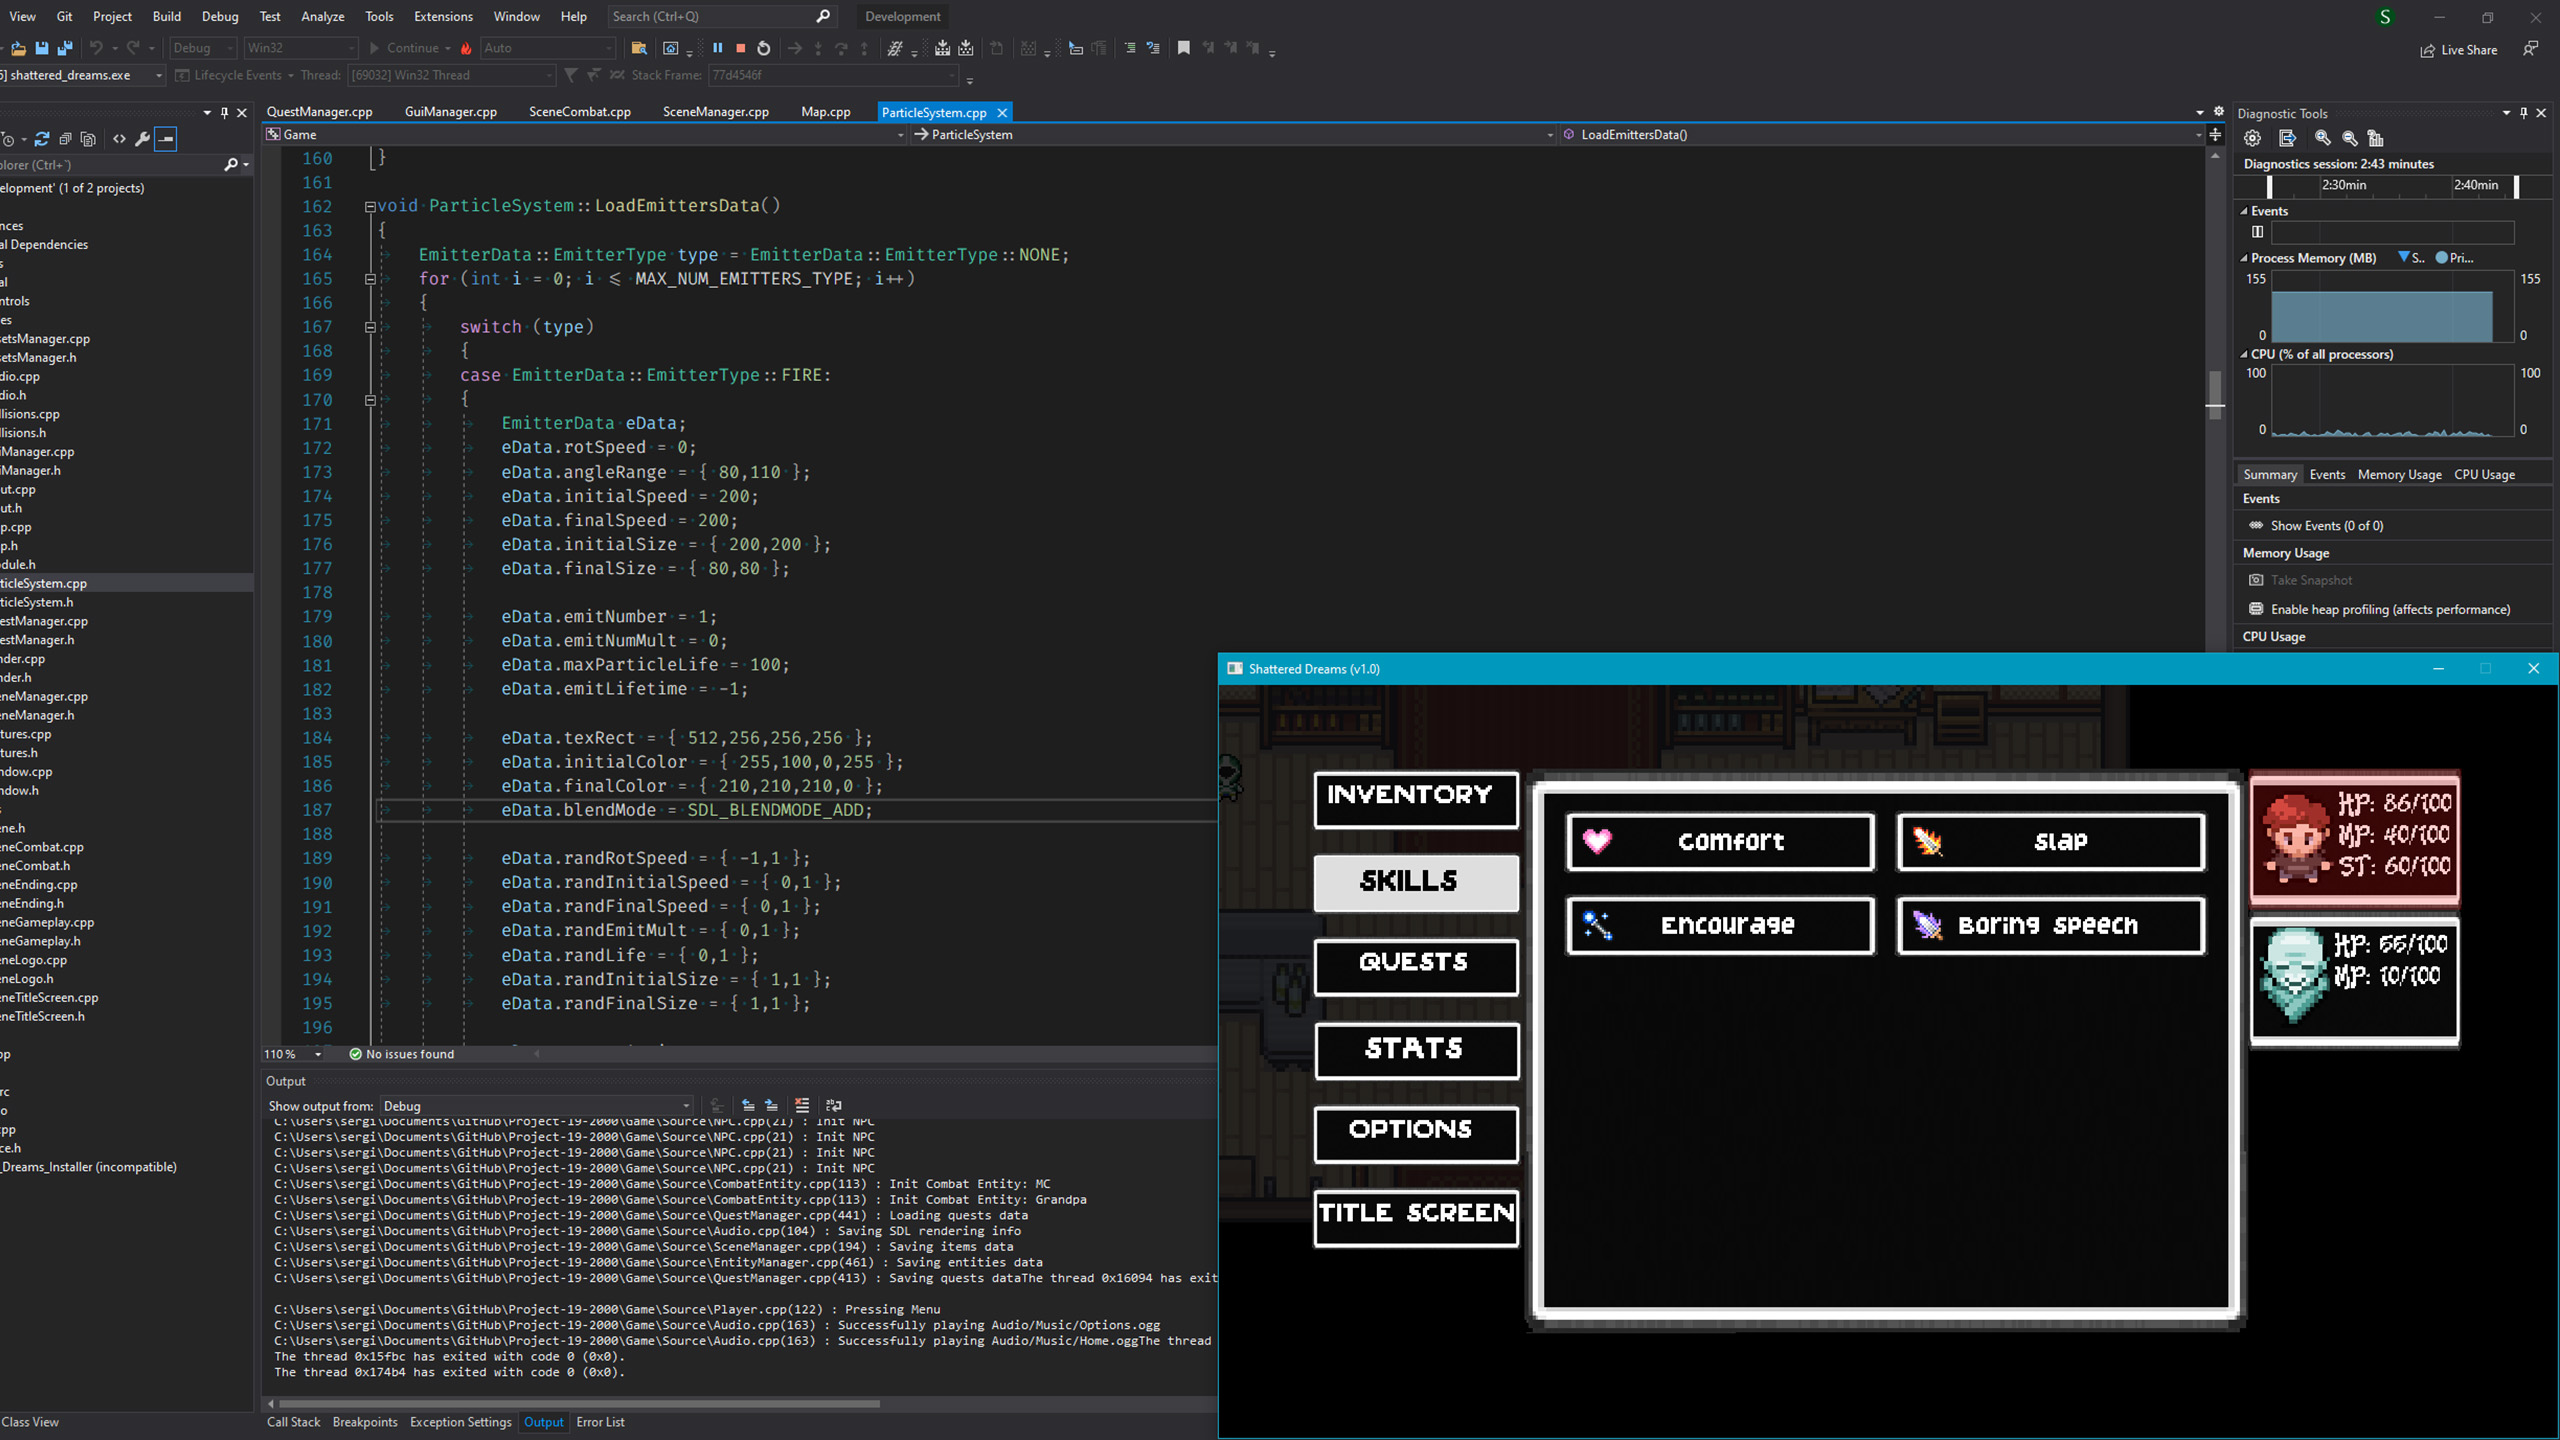 View Git Project Build Debug Test Analyze Tools Extensions Window Help Search (Ctrl+Q) Development S
Debug Win32 Continue Auto Live Share
shattered_dreams.exe Lifecycle Events Thread: [69032] Win32 Thread Stack Frame: 77d4546f
QuestManager.cpp GuiManager.cpp SceneCombat.cpp SceneManager.cpp Map.cpp ParticleSystem.cpp
Game ParticleSystem LoadEmittersData()
plorer (Ctrl+´)
elopment' (1 of 2 projects)
nces
al Dependencies
s
al
ontrols
es
setsManager.cpp
setsManager.h
dio.cpp
dio.h
llisions.cpp
llisions.h
iManager.cpp
iManager.h
out.cpp
out.h
p.cpp
p.h
odule.h
ticleSystem.cpp
ticleSystem.h
estManager.cpp
estManager.h
nder.cpp
nder.h
eneManager.cpp
eneManager.h
tures.cpp
tures.h
ndow.cpp
ndow.h
s
ene.h
eneCombat.cpp
eneCombat.h
eneEnding.cpp
eneEnding.h
eneGameplay.cpp
eneGameplay.h
eneLogo.cpp
eneLogo.h
eneTitleScreen.cpp
eneTitleScreen.h
pp
rc
o
cpp
ce.h
_Dreams_Installer (incompatible)
Class View
160 }
161
162 void ParticleSystem::LoadEmittersData()
163 {
164 EmitterData::EmitterType type = EmitterData::EmitterType::NONE;
165 for (int i = 0; i <= MAX_NUM_EMITTERS_TYPE; i++)
166 {
167 switch (type)
168 {
169 case EmitterData::EmitterType::FIRE:
170 {
171 EmitterData eData;
172 eData.rotSpeed = 0;
173 eData.angleRange = { 80,110 };
174 eData.initialSpeed = 200;
175 eData.finalSpeed = 200;
176 eData.initialSize = { 200,200 };
177 eData.finalSize = { 80,80 };
178
179 eData.emitNumber = 1;
180 eData.emitNumMult = 0;
181 eData.maxParticleLife = 100;
182 eData.emitLifetime = -1;
183
184 eData.texRect = { 512,256,256,256 };
185 eData.initialColor = { 255,100,0,255 };
186 eData.finalColor = { 210,210,210,0 };
187 eData.blendMode = SDL_BLENDMODE_ADD;
188
189 eData.randRotSpeed = { -1,1 };
190 eData.randInitialSpeed = { 0,1 };
191 eData.randFinalSpeed = { 0,1 };
192 eData.randEmitMult = { 0,1 };
193 eData.randLife = { 0,1 };
194 eData.randInitialSize = { 1,1 };
195 eData.randFinalSize = { 1,1 };
196
110 % No issues found
Output
Show output from: Debug
C:\Users\sergi\Documents\GitHub\Project-19-2000\Game\Source\NPC.cpp(21) : Init NPC
C:\Users\sergi\Documents\GitHub\Project-19-2000\Game\Source\NPC.cpp(21) : Init NPC
C:\Users\sergi\Documents\GitHub\Project-19-2000\Game\Source\NPC.cpp(21) : Init NPC
C:\Users\sergi\Documents\GitHub\Project-19-2000\Game\Source\NPC.cpp(21) : Init NPC
C:\Users\sergi\Documents\GitHub\Project-19-2000\Game\Source\CombatEntity.cpp(113) : Init Combat Entity: MC
C:\Users\sergi\Documents\GitHub\Project-19-2000\Game\Source\CombatEntity.cpp(113) : Init Combat Entity: Grandpa
C:\Users\sergi\Documents\GitHub\Project-19-2000\Game\Source\QuestManager.cpp(441) : Loading quests data
C:\Users\sergi\Documents\GitHub\Project-19-2000\Game\Source\Audio.cpp(104) : Saving SDL rendering info
C:\Users\sergi\Documents\GitHub\Project-19-2000\Game\Source\SceneManager.cpp(194) : Saving items data
C:\Users\sergi\Documents\GitHub\Project-19-2000\Game\Source\EntityManager.cpp(461) : Saving entities data
C:\Users\sergi\Documents\GitHub\Project-19-2000\Game\Source\QuestManager.cpp(413) : Saving quests dataThe thread 0x16094 has exit
C:\Users\sergi\Documents\GitHub\Project-19-2000\Game\Source\Player.cpp(122) : Pressing Menu
C:\Users\sergi\Documents\GitHub\Project-19-2000\Game\Source\Audio.cpp(163) : Successfully playing Audio/Music/Options.ogg
C:\Users\sergi\Documents\GitHub\Project-19-2000\Game\Source\Audio.cpp(163) : Successfully playing Audio/Music/Home.oggThe thread
The thread 0x15fbc has exited with code 0 (0x0).
The thread 0x174b4 has exited with code 0 (0x0).
Call Stack Breakpoints Exception Settings Output Error List
Diagnostic Tools
Diagnostics session: 2:43 minutes
2:30min 2:40min
Events
Process Memory (MB) S.. Pri...
155 155
0 0
CPU (% of all processors)
100 100
0 0
Summary Events Memory Usage CPU Usage
Events
Show Events (0 of 0)
Memory Usage
Take Snapshot
Enable heap profiling (affects performance)
CPU Usage
Shattered Dreams (v1.0)
INVENTORY
SKILLS
QUESTS
STATS
OPTIONS
TITLE SCREEN
Comfort
Slap
Encourage
Boring Speech
HP: 86/100
MP: 40/100
ST: 60/100
HP: 66/100
MP: 10/100